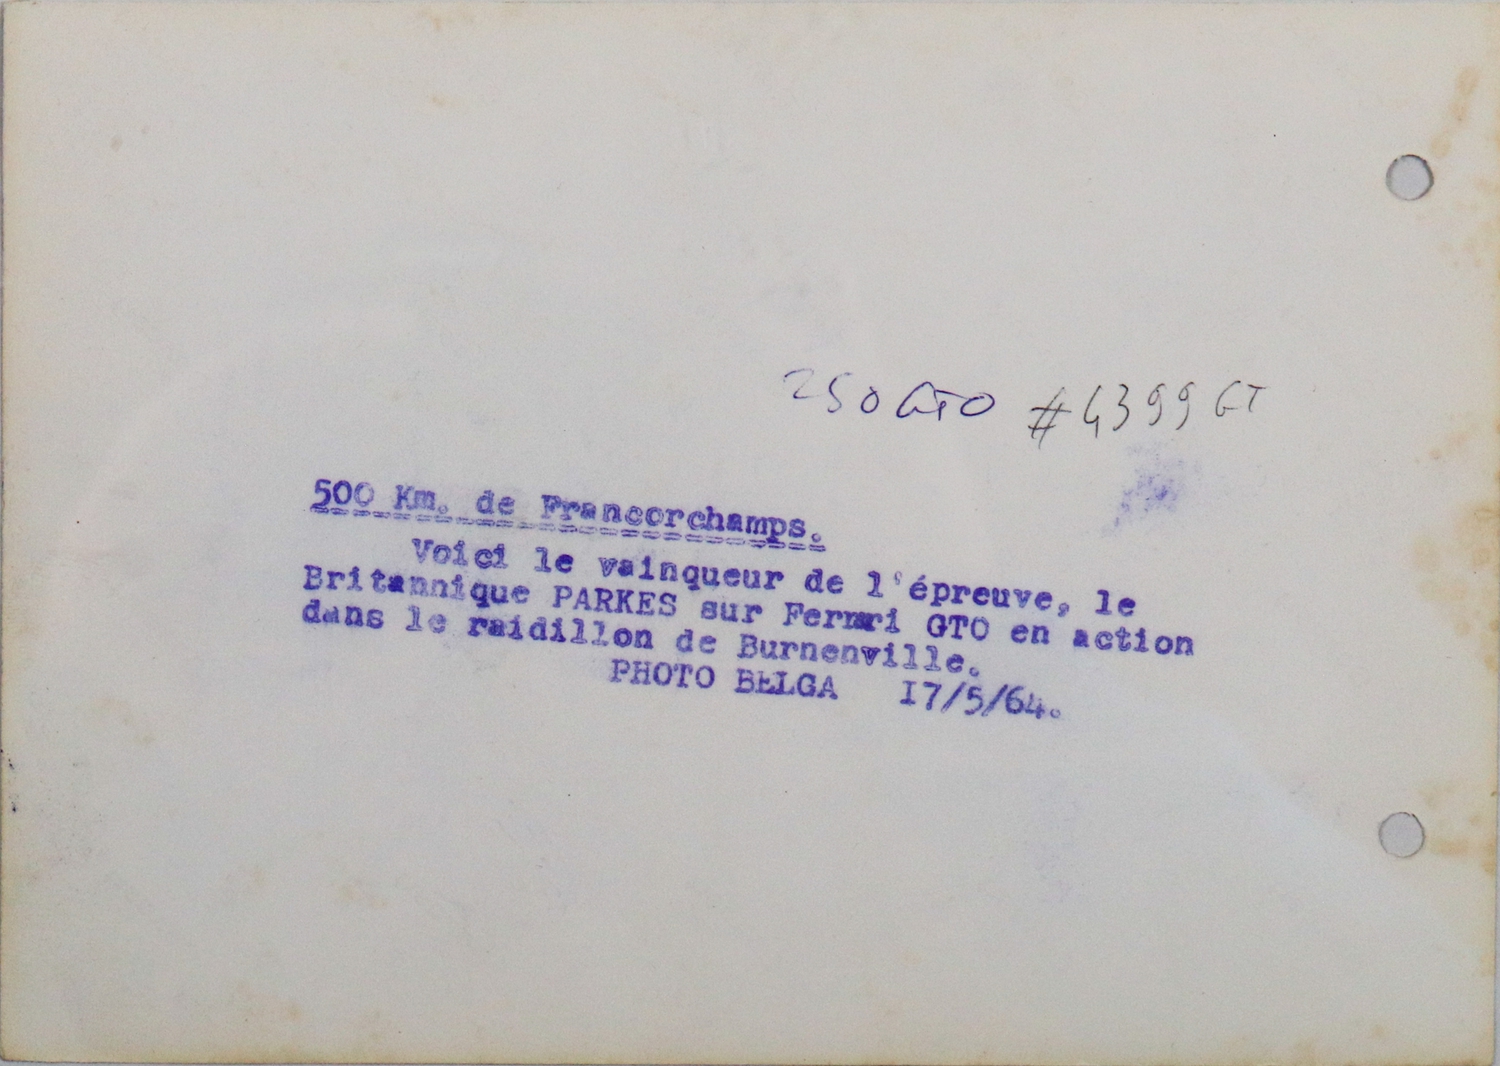 250 GTO #4399 GT
500 Km. de Francorchamps.
Voici le vainqueur de l'épreuve, le
Britannique PARKES sur Ferrari GTO en action
dans le raidillon de Burnenville.
PHOTO BELGA I7/5/64.